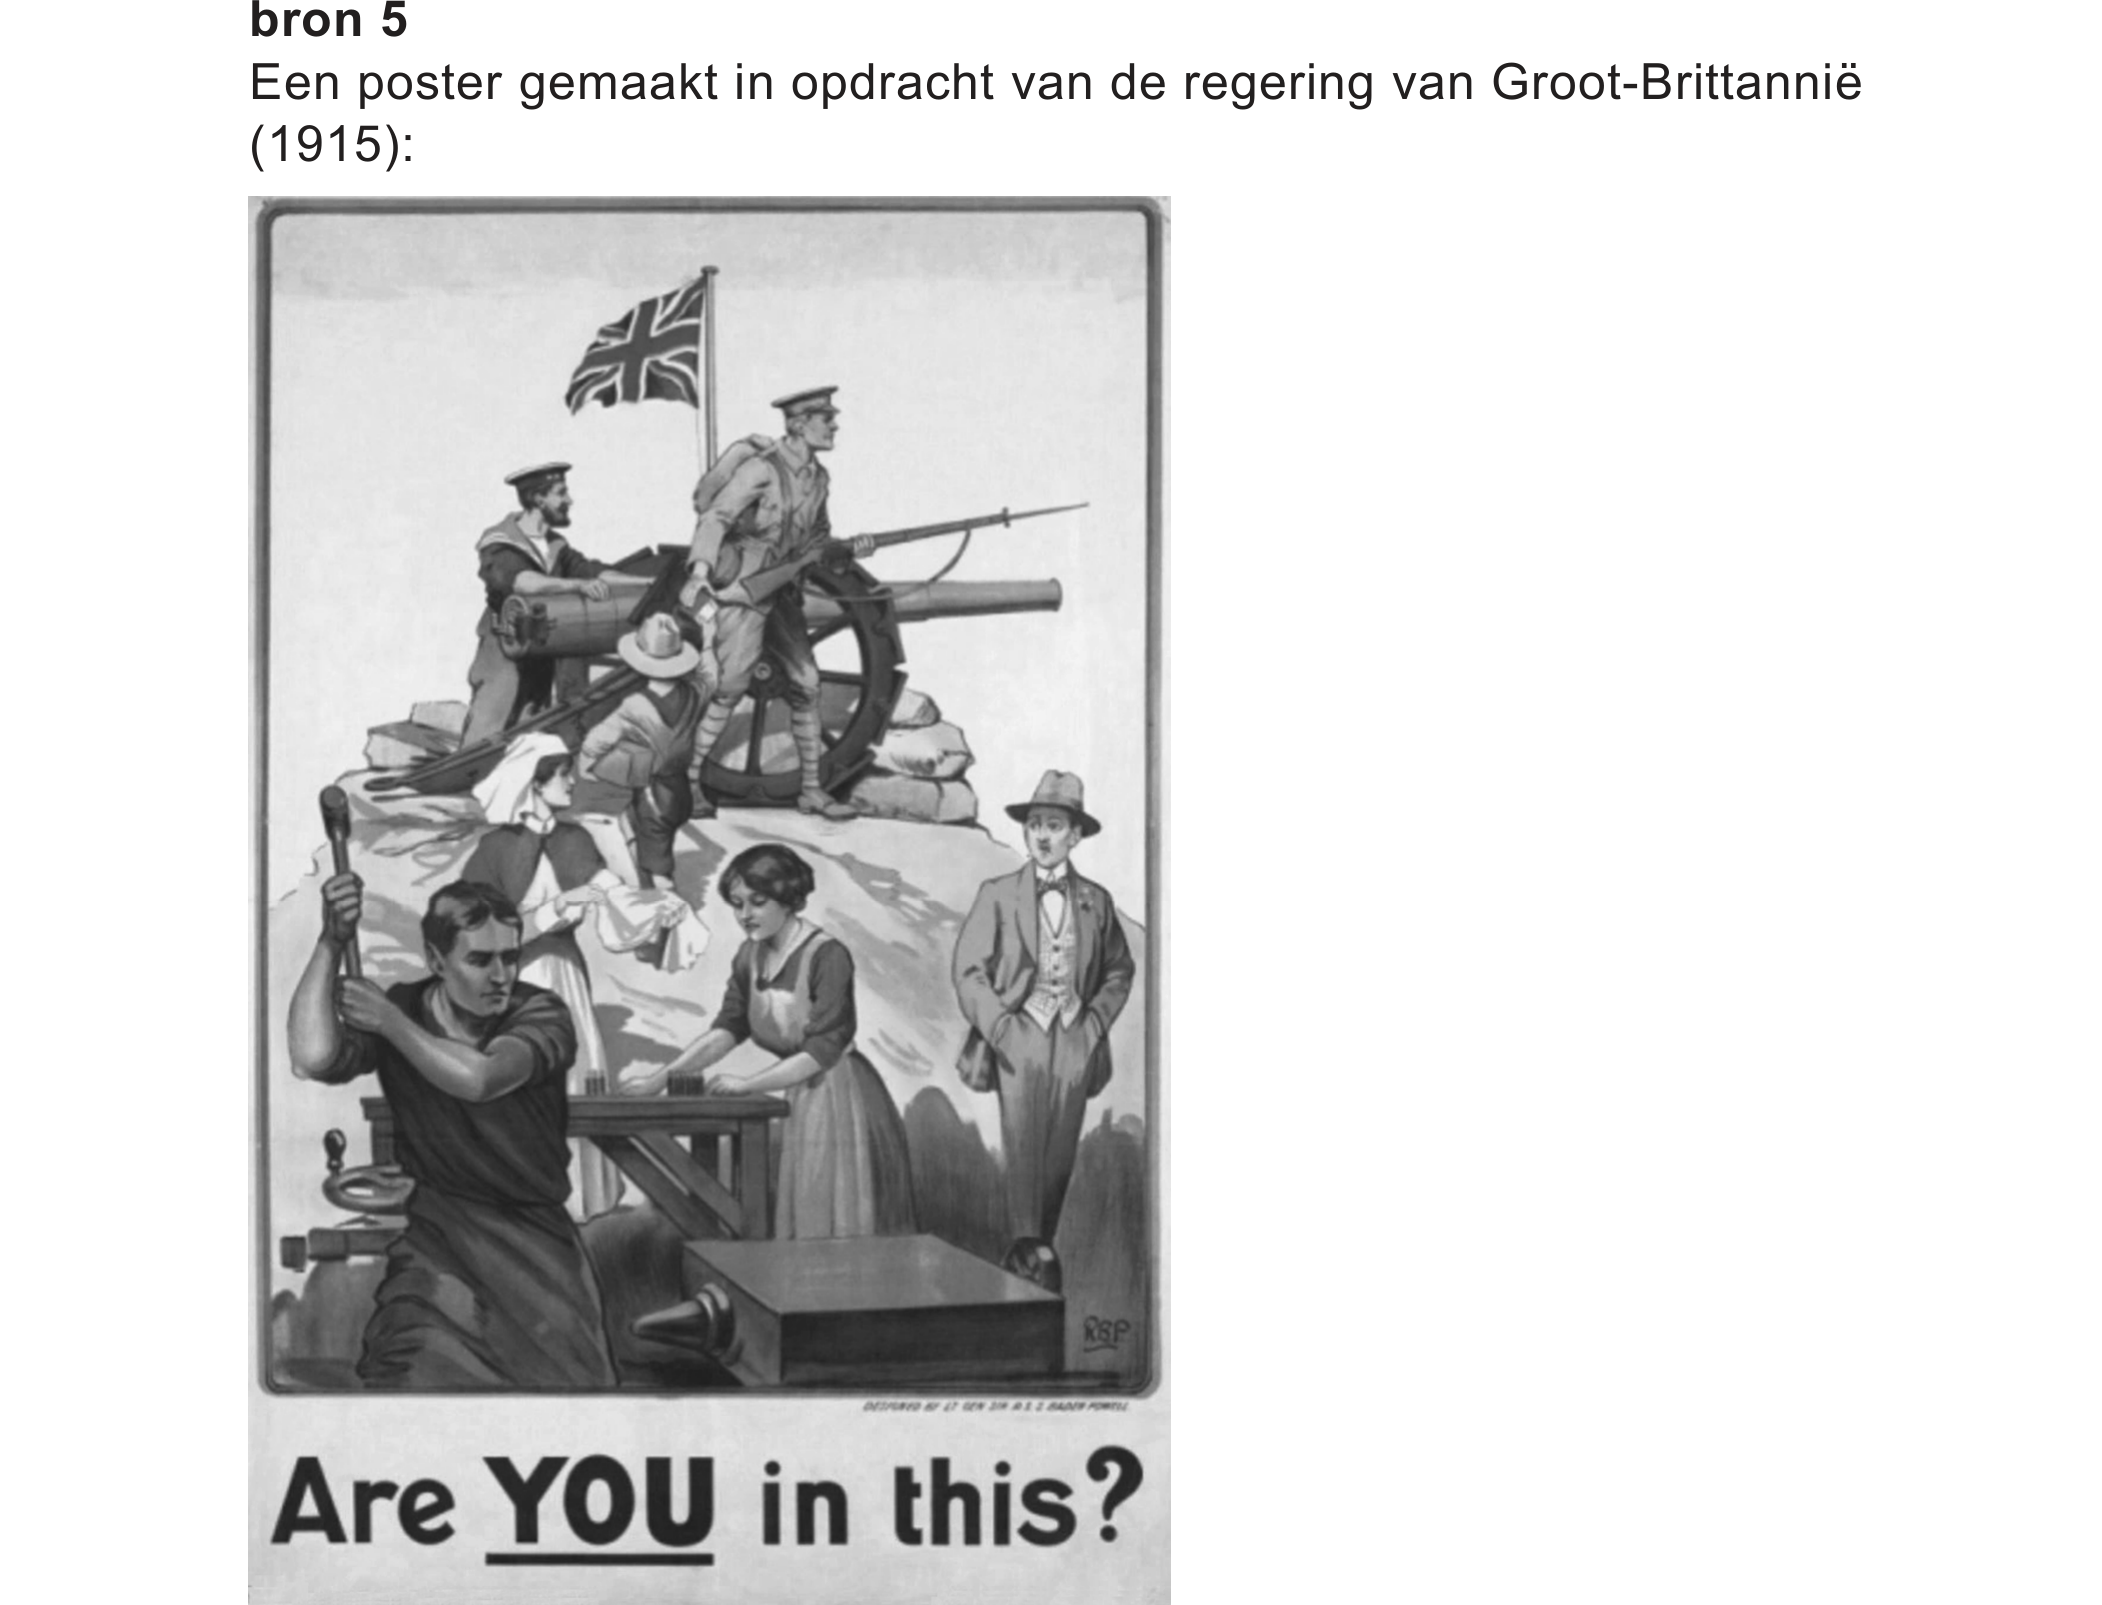 bron 5
Een poster gemaakt in opdracht van de regering van Groot-Brittannië
(1915):
RBP
DESIGNED BY LT GEN SIR R.S.S. BADEN POWELL
Are YOU in this?